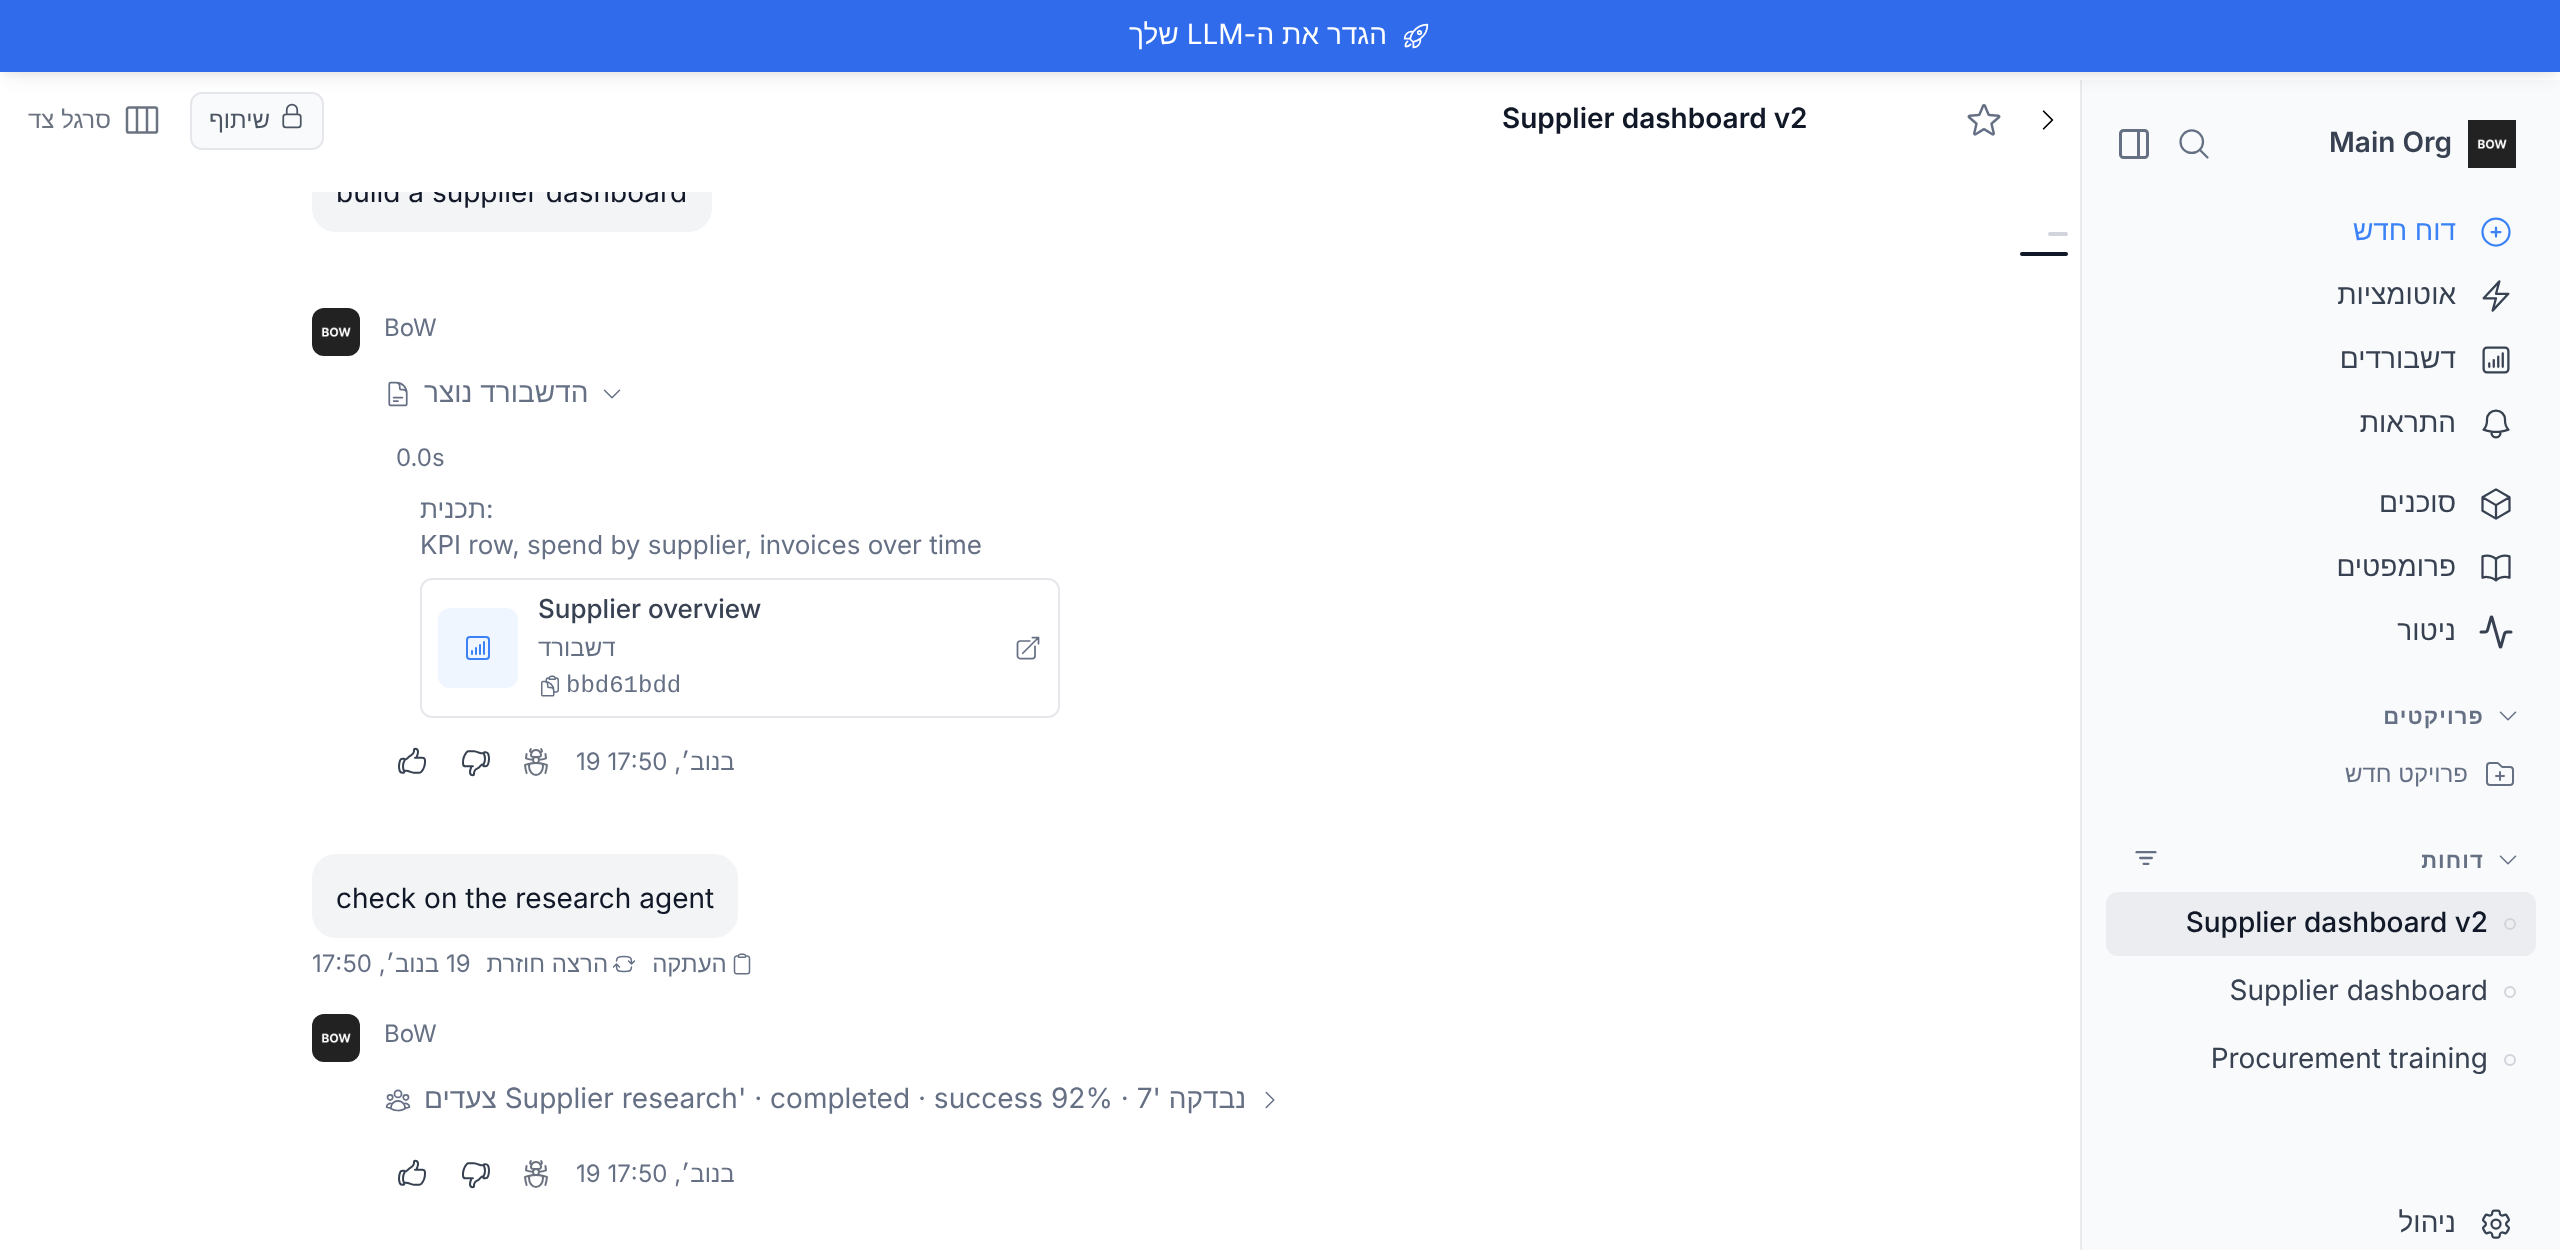 הגדר את ה-LLM שלך
סרגל צד
שיתוף
Supplier dashboard v2
build a supplier dashboard
BOW
BoW
הדשבורד נוצר
0.0s
תכנית:
KPI row, spend by supplier, invoices over time
Supplier overview
דשבורד
bbd61bdd
19 בנוב׳, 17:50
check on the research agent
19 בנוב׳, 17:50 הרצה חוזרת העתקה
BOW
BoW
נבדקה 'Supplier research' · completed · success 92% · 7 צעדים
19 בנוב׳, 17:50
BOW
Main Org
דוח חדש
אוטומציות
דשבורדים
התראות
סוכנים
פרומפטים
ניטור
פרויקטים
פרויקט חדש
דוחות
Supplier dashboard v2
Supplier dashboard
Procurement training
ניהול